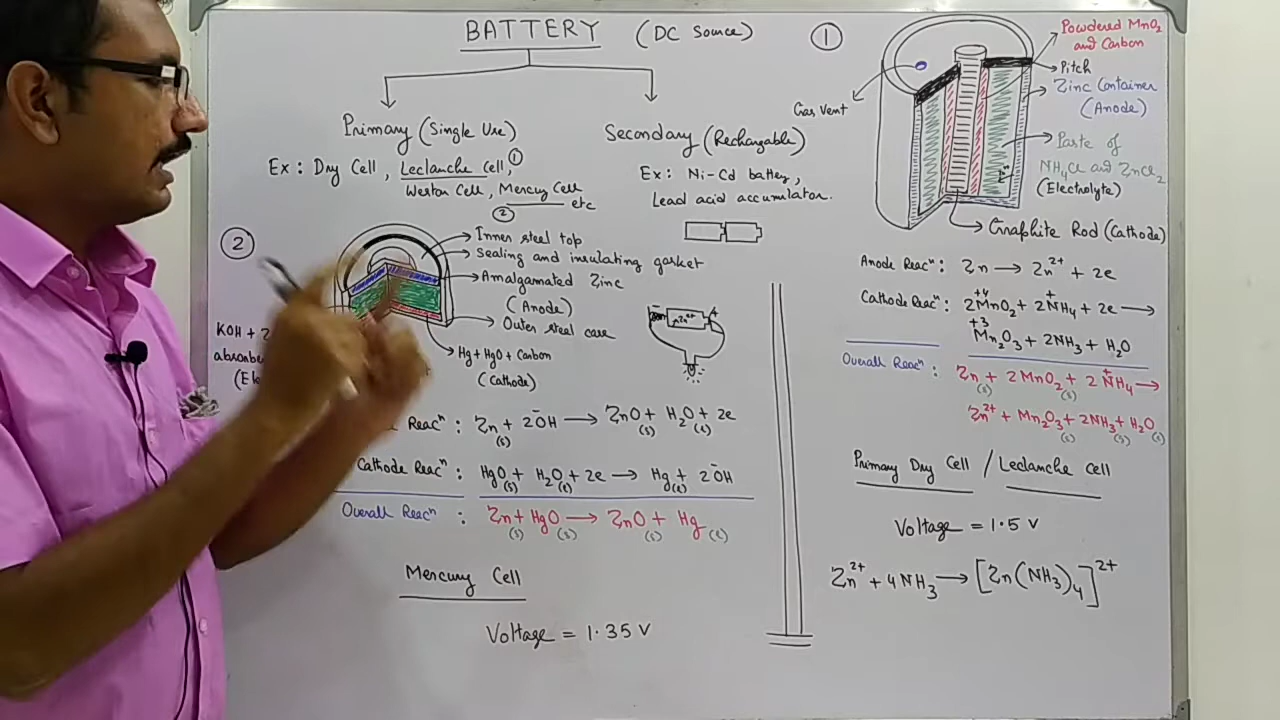 BATTERY (DC Source)
Primary (Single Use)
Ex: Dry Cell, Leclanche Cell, ①
Weston Cell, Mercury Cell
② etc
Secondary (Rechargable)
Ex: Ni-Cd battery,
Lead acid accumulator.
②
Inner steel top
Sealing and insulating gasket
Amalgamated Zinc
(Anode)
Outer steel case
Hg + HgO + Carbon
(Cathode)
KOH +
- +
Zn²⁺
Reacⁿ : Zn(s) + 2ŌH → ZnO(s) + H₂O(l) + 2e
Cathode Reacⁿ : HgO(s) + H₂O(l) + 2e → Hg(l) + 2ŌH
Overall Reacⁿ : Zn(s) + HgO(s) → ZnO(s) + Hg(l)
Mercury Cell
Voltage = 1.35 V
①
Powdered MnO₂
and Carbon
Pitch
Zinc Container
(Anode)
Gas Vent
Paste of
NH₄Cl and ZnCl₂
(Electrolyte)
Graphite Rod (Cathode)
Anode Reacⁿ : Zn → Zn²⁺ + 2e
Cathode Reacⁿ : 2MnO₂ + 2NH₄⁺ + 2e →
+4
+3
Mn₂O₃ + 2NH₃ + H₂O
Overall Reacⁿ : Zn(s) + 2MnO₂(s) + 2NH₄⁺ →
Zn²⁺ + Mn₂O₃(s) + 2NH₃(s) + H₂O(l)
Primary Dry Cell / Leclanche cell
Voltage = 1.5 V
Zn²⁺ + 4NH₃ → [Zn(NH₃)₄]²⁺